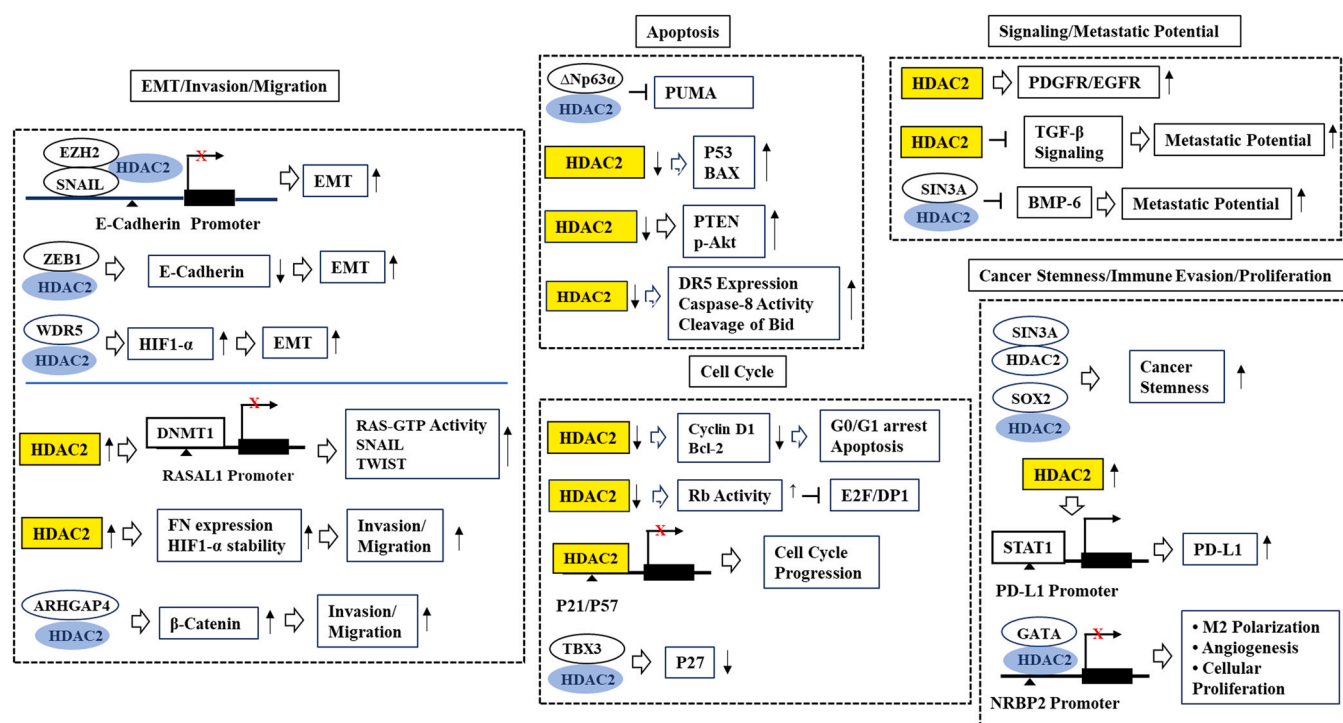 EMT/Invasion/Migration
EZH2
HDAC2
SNAIL
X
E-Cadherin Promoter
EMT
ZEB1
HDAC2
E-Cadherin
EMT
WDR5
HDAC2
HIF1-α
EMT
HDAC2
DNMT1
X
RASAL1 Promoter
RAS-GTP Activity
SNAIL
TWIST
HDAC2
FN expression
HIF1-α stability
Invasion/
Migration
ARHGAP4
HDAC2
β-Catenin
Invasion/
Migration
Apoptosis
ΔNp63α
HDAC2
PUMA
HDAC2
P53
BAX
HDAC2
PTEN
p-Akt
HDAC2
DR5 Expression
Caspase-8 Activity
Cleavage of Bid
Cell Cycle
HDAC2
Cyclin D1
Bcl-2
G0/G1 arrest
Apoptosis
HDAC2
Rb Activity
E2F/DP1
HDAC2
X
P21/P57
Cell Cycle
Progression
TBX3
HDAC2
P27
Signaling/Metastatic Potential
HDAC2
PDGFR/EGFR
HDAC2
TGF-β
Signaling
Metastatic Potential
SIN3A
HDAC2
BMP-6
Metastatic Potential
Cancer Stemness/Immune Evasion/Proliferation
SIN3A
HDAC2
SOX2
HDAC2
Cancer
Stemness
HDAC2
STAT1
PD-L1 Promoter
PD-L1
GATA
HDAC2
X
NRBP2 Promoter
• M2 Polarization
• Angiogenesis
• Cellular
Proliferation